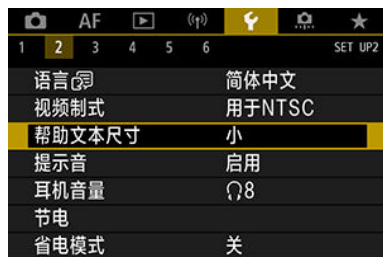 AF
1 2 3 4 5 6 SET UP2
语言 简体中文
视频制式 用于NTSC
帮助文本尺寸 小
提示音 启用
耳机音量 8
节电
省电模式 关